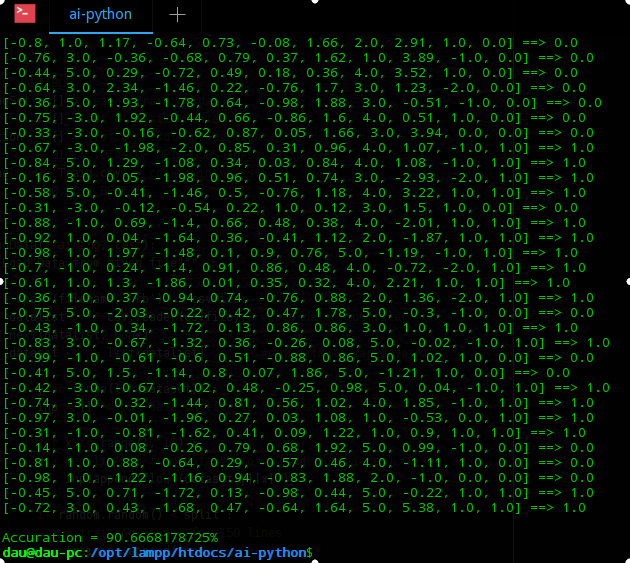 ai-python
[-0.8, 1.0, 1.17, -0.64, 0.73, -0.08, 1.66, 2.0, 2.91, 1.0, 0.0] ==> 0.0
[-0.76, 3.0, -0.36, -0.68, 0.79, 0.37, 1.62, 1.0, 3.89, -1.0, 0.0] ==> 0.0
[-0.44, 5.0, 0.29, -0.72, 0.49, 0.18, 0.36, 4.0, 3.52, 1.0, 0.0] ==> 0.0
[-0.64, 3.0, 2.34, -1.46, 0.22, -0.76, 1.7, 3.0, 1.23, -2.0, 0.0] ==> 0.0
[-0.36, 5.0, 1.93, -1.78, 0.64, -0.98, 1.88, 3.0, -0.51, -1.0, 0.0] ==> 0.0
[-0.75, -3.0, 1.92, -0.44, 0.66, -0.86, 1.6, 4.0, 0.51, 1.0, 0.0] ==> 0.0
[-0.33, -3.0, -0.16, -0.62, 0.87, 0.05, 1.66, 3.0, 3.94, 0.0, 0.0] ==> 0.0
[-0.67, -3.0, -1.98, -2.0, 0.85, 0.31, 0.96, 4.0, 1.07, -1.0, 1.0] ==> 1.0
[-0.84, 5.0, 1.29, -1.08, 0.34, 0.03, 0.84, 4.0, 1.08, -1.0, 1.0] ==> 1.0
[-0.16, 3.0, 0.05, -1.98, 0.96, 0.51, 0.74, 3.0, -2.93, -2.0, 1.0] ==> 1.0
[-0.58, 5.0, -0.41, -1.46, 0.5, -0.76, 1.18, 4.0, 3.22, 1.0, 1.0] ==> 1.0
[-0.31, -3.0, -0.12, -0.54, 0.22, 1.0, 0.12, 3.0, 1.5, 1.0, 0.0] ==> 0.0
[-0.88, -1.0, 0.69, -1.4, 0.66, 0.48, 0.38, 4.0, -2.01, 1.0, 1.0] ==> 1.0
[-0.92, 1.0, 0.04, -1.64, 0.36, -0.41, 1.12, 2.0, -1.87, 1.0, 1.0] ==> 1.0
[-0.98, 1.0, 1.97, -1.48, 0.1, 0.9, 0.76, 5.0, -1.19, -1.0, 1.0] ==> 0.0
[-0.7, -1.0, 0.24, -1.4, 0.91, 0.86, 0.48, 4.0, -0.72, -2.0, 1.0] ==> 1.0
[-0.61, 1.0, 1.3, -1.86, 0.01, 0.35, 0.32, 4.0, 2.21, 1.0, 1.0] ==> 1.0
[-0.36, 1.0, 0.37, -0.94, 0.74, -0.76, 0.88, 2.0, 1.36, -2.0, 1.0] ==> 1.0
[-0.17, 5.0, -2.03, -0.22, 0.42, 0.47, 1.78, 5.0, -0.3, -1.0, 0.0] ==> 0.0
[-0.43, -1.0, 0.34, -1.72, 0.13, 0.86, 0.86, 3.0, 1.0, 1.0, 1.0] ==> 1.0
[-0.83, -3.0, -0.67, -1.32, 0.36, -0.26, 0.08, 5.0, -0.02, -1.0, 1.0] ==> 1.0
[-0.99, -1.0, -0.61, -0.6, 0.51, -0.88, 0.86, 5.0, 1.02, 1.0, 0.0] ==> 0.0
[-0.41, 5.0, 1.5, -1.14, 0.8, 0.07, 1.86, 5.0, -1.21, 1.0, 0.0] ==> 0.0
[-0.42, -3.0, -0.67, -1.02, 0.48, -0.25, 0.98, 5.0, 0.04, -1.0, 1.0] ==> 1.0
[-0.74, -3.0, 0.32, -1.44, 0.81, 0.56, 1.02, 4.0, 1.85, -1.0, 1.0] ==> 1.0
[-0.97, 3.0, -0.01, -1.96, 0.27, 0.03, 1.08, 1.0, -0.53, 0.0, 1.0] ==> 1.0
[-0.31, -1.0, -0.81, -1.62, 0.41, 0.09, 1.22, 1.0, 0.9, 1.0, 1.0] ==> 1.0
[-0.14, -1.0, 0.08, -0.26, 0.79, 0.68, 1.92, 5.0, 0.99, -1.0, 0.0] ==> 0.0
[-0.81, 1.0, 0.88, -0.64, 0.29, -0.57, 0.46, 4.0, -1.11, 1.0, 0.0] ==> 0.0
[-0.98, 1.0, -1.22, -1.16, 0.94, -0.83, 1.88, 2.0, -1.0, 0.0, 0.0] ==> 0.0
[-0.45, 5.0, 0.71, -1.72, 0.13, -0.98, 0.44, 5.0, -0.22, 1.0, 1.0] ==> 1.0
[-0.72, 3.0, 0.43, -1.68, 0.47, -0.64, 1.64, 5.0, 5.38, 1.0, 0.0] ==> 1.0
Accuration = 90.6668178725%
dau@dau-pc:/opt/lampp/htdocs/ai-python$